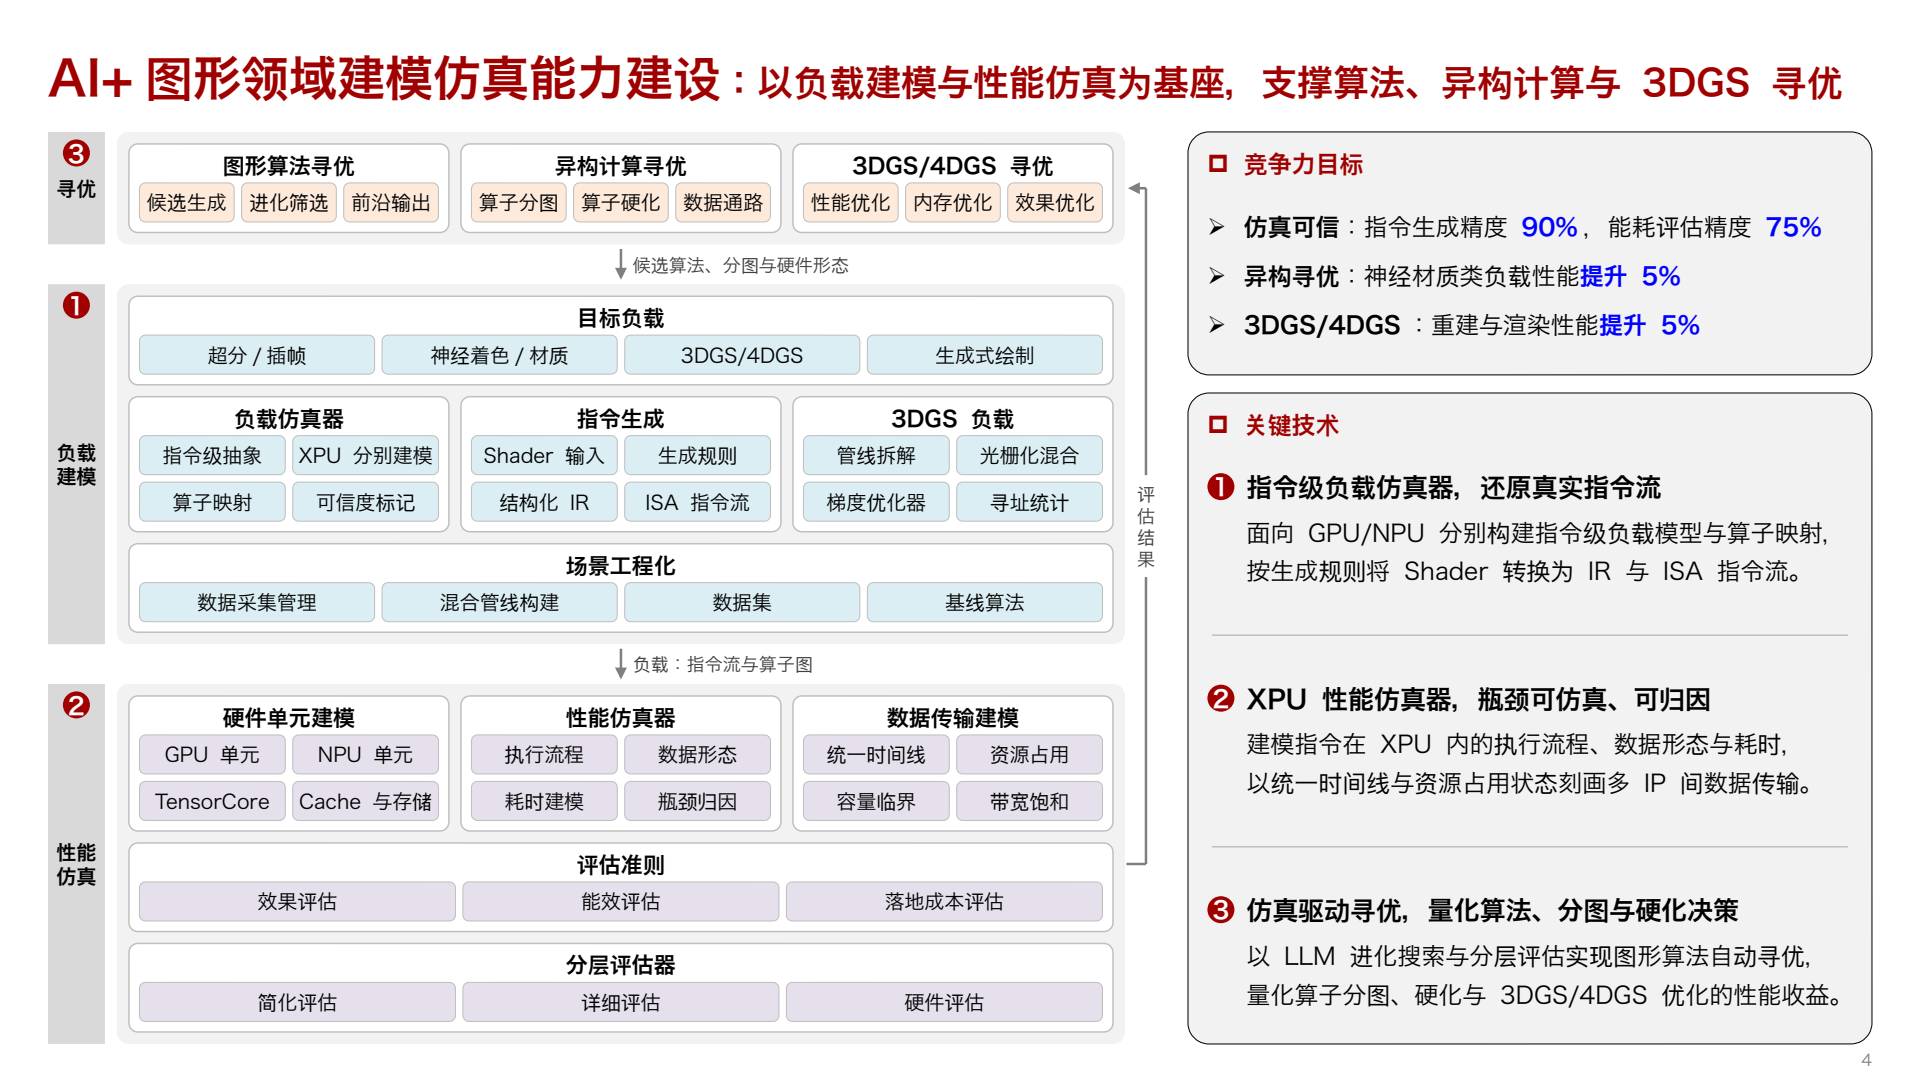 AI+ 图形领域建模仿真能力建设：以负载建模与性能仿真为基座，支撑算法、异构计算与 3DGS 寻优
3
寻优
图形算法寻优
候选生成
进化筛选
前沿输出
异构计算寻优
算子分图
算子硬化
数据通路
3DGS/4DGS 寻优
性能优化
内存优化
效果优化
候选算法、分图与硬件形态
1
负载
建模
目标负载
超分 / 插帧
神经着色 / 材质
3DGS/4DGS
生成式绘制
负载仿真器
指令级抽象
XPU 分别建模
算子映射
可信度标记
指令生成
Shader 输入
生成规则
结构化 IR
ISA 指令流
3DGS 负载
管线拆解
光栅化混合
梯度优化器
寻址统计
场景工程化
数据采集管理
混合管线构建
数据集
基线算法
负载：指令流与算子图
2
性能
仿真
硬件单元建模
GPU 单元
NPU 单元
TensorCore
Cache 与存储
性能仿真器
执行流程
数据形态
耗时建模
瓶颈归因
数据传输建模
统一时间线
资源占用
容量临界
带宽饱和
评估准则
效果评估
能效评估
落地成本评估
分层评估器
简化评估
详细评估
硬件评估
评估结果
竞争力目标
仿真可信：指令生成精度 90%，能耗评估精度 75%
异构寻优：神经材质类负载性能提升 5%
3DGS/4DGS：重建与渲染性能提升 5%
关键技术
1 指令级负载仿真器，还原真实指令流
面向 GPU/NPU 分别构建指令级负载模型与算子映射，
按生成规则将 Shader 转换为 IR 与 ISA 指令流。
2 XPU 性能仿真器，瓶颈可仿真、可归因
建模指令在 XPU 内的执行流程、数据形态与耗时，
以统一时间线与资源占用状态刻画多 IP 间数据传输。
3 仿真驱动寻优，量化算法、分图与硬化决策
以 LLM 进化搜索与分层评估实现图形算法自动寻优，
量化算子分图、硬化与 3DGS/4DGS 优化的性能收益。
4